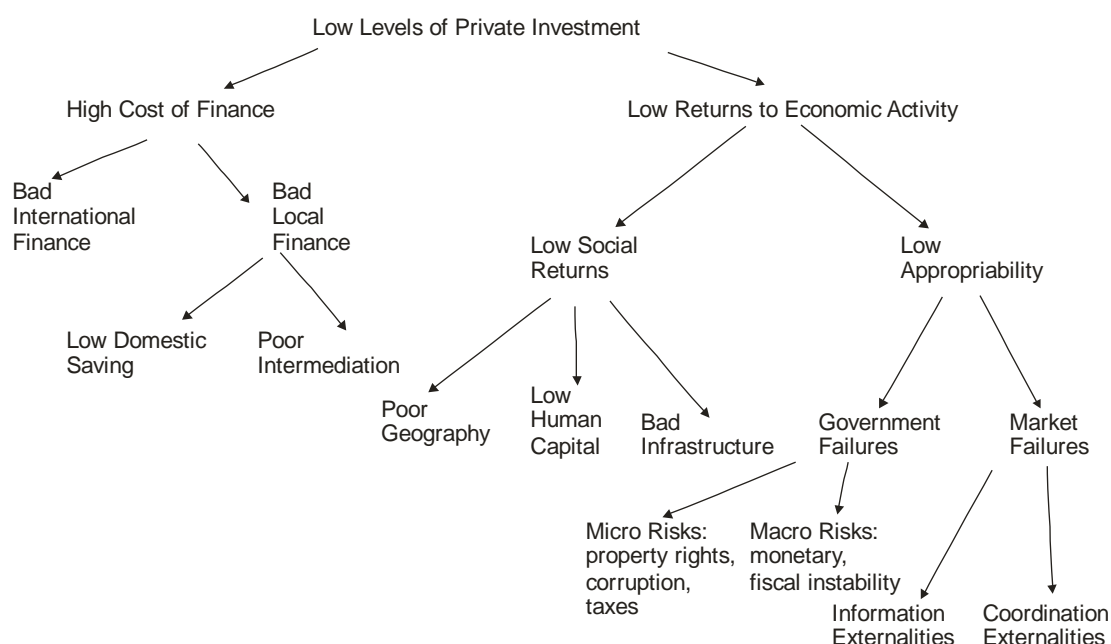 Low Levels of Private Investment
High Cost of Finance
Low Returns to Economic Activity
Bad
International
Finance
Bad
Local
Finance
Low Social
Returns
Low
Appropriability
Low Domestic
Saving
Poor
Intermediation
Poor
Geography
Low
Human
Capital
Bad
Infrastructure
Government
Failures
Market
Failures
Micro Risks:
property rights,
corruption,
taxes
Macro Risks:
monetary,
fiscal instability
Information
Externalities
Coordination
Externalities